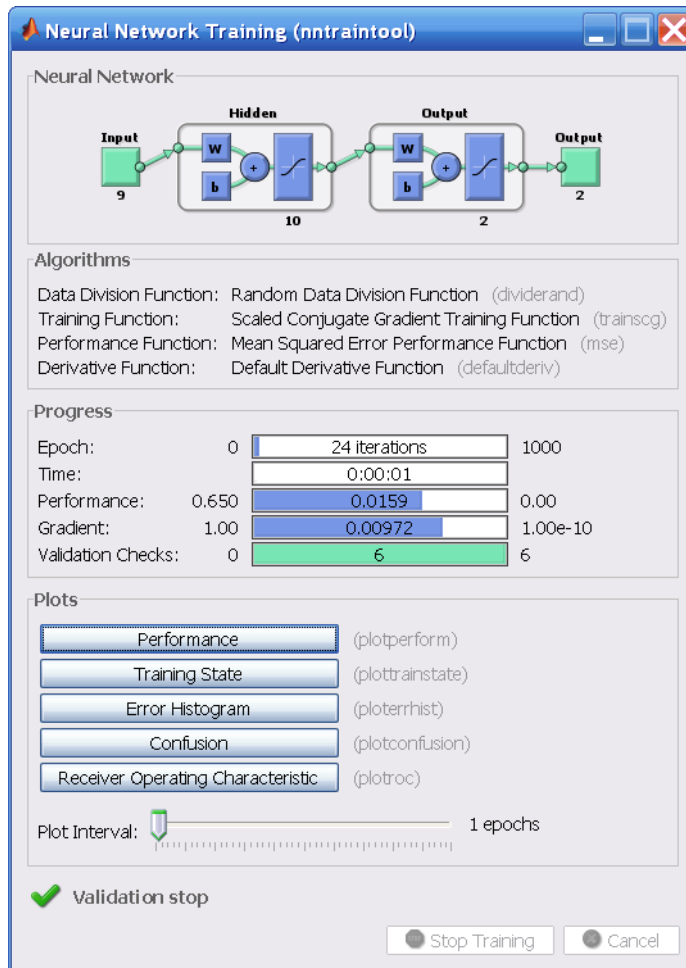 Neural Network Training (nntraintool)
Neural Network
Hidden
Output
Input
W
b
+
W
b
+
Output
9
10
2
2
Algorithms
Data Division Function: Random Data Division Function (dividerand)
Training Function: Scaled Conjugate Gradient Training Function (trainscg)
Performance Function: Mean Squared Error Performance Function (mse)
Derivative Function: Default Derivative Function (defaultderiv)
Progress
Epoch: 0 24 iterations 1000
Time: 0:00:01
Performance: 0.650 0.0159 0.00
Gradient: 1.00 0.00972 1.00e-10
Validation Checks: 0 6 6
Plots
Performance (plotperform)
Training State (plottrainstate)
Error Histogram (ploterrhist)
Confusion (plotconfusion)
Receiver Operating Characteristic (plotroc)
Plot Interval: 1 epochs
Validation stop
Stop Training Cancel